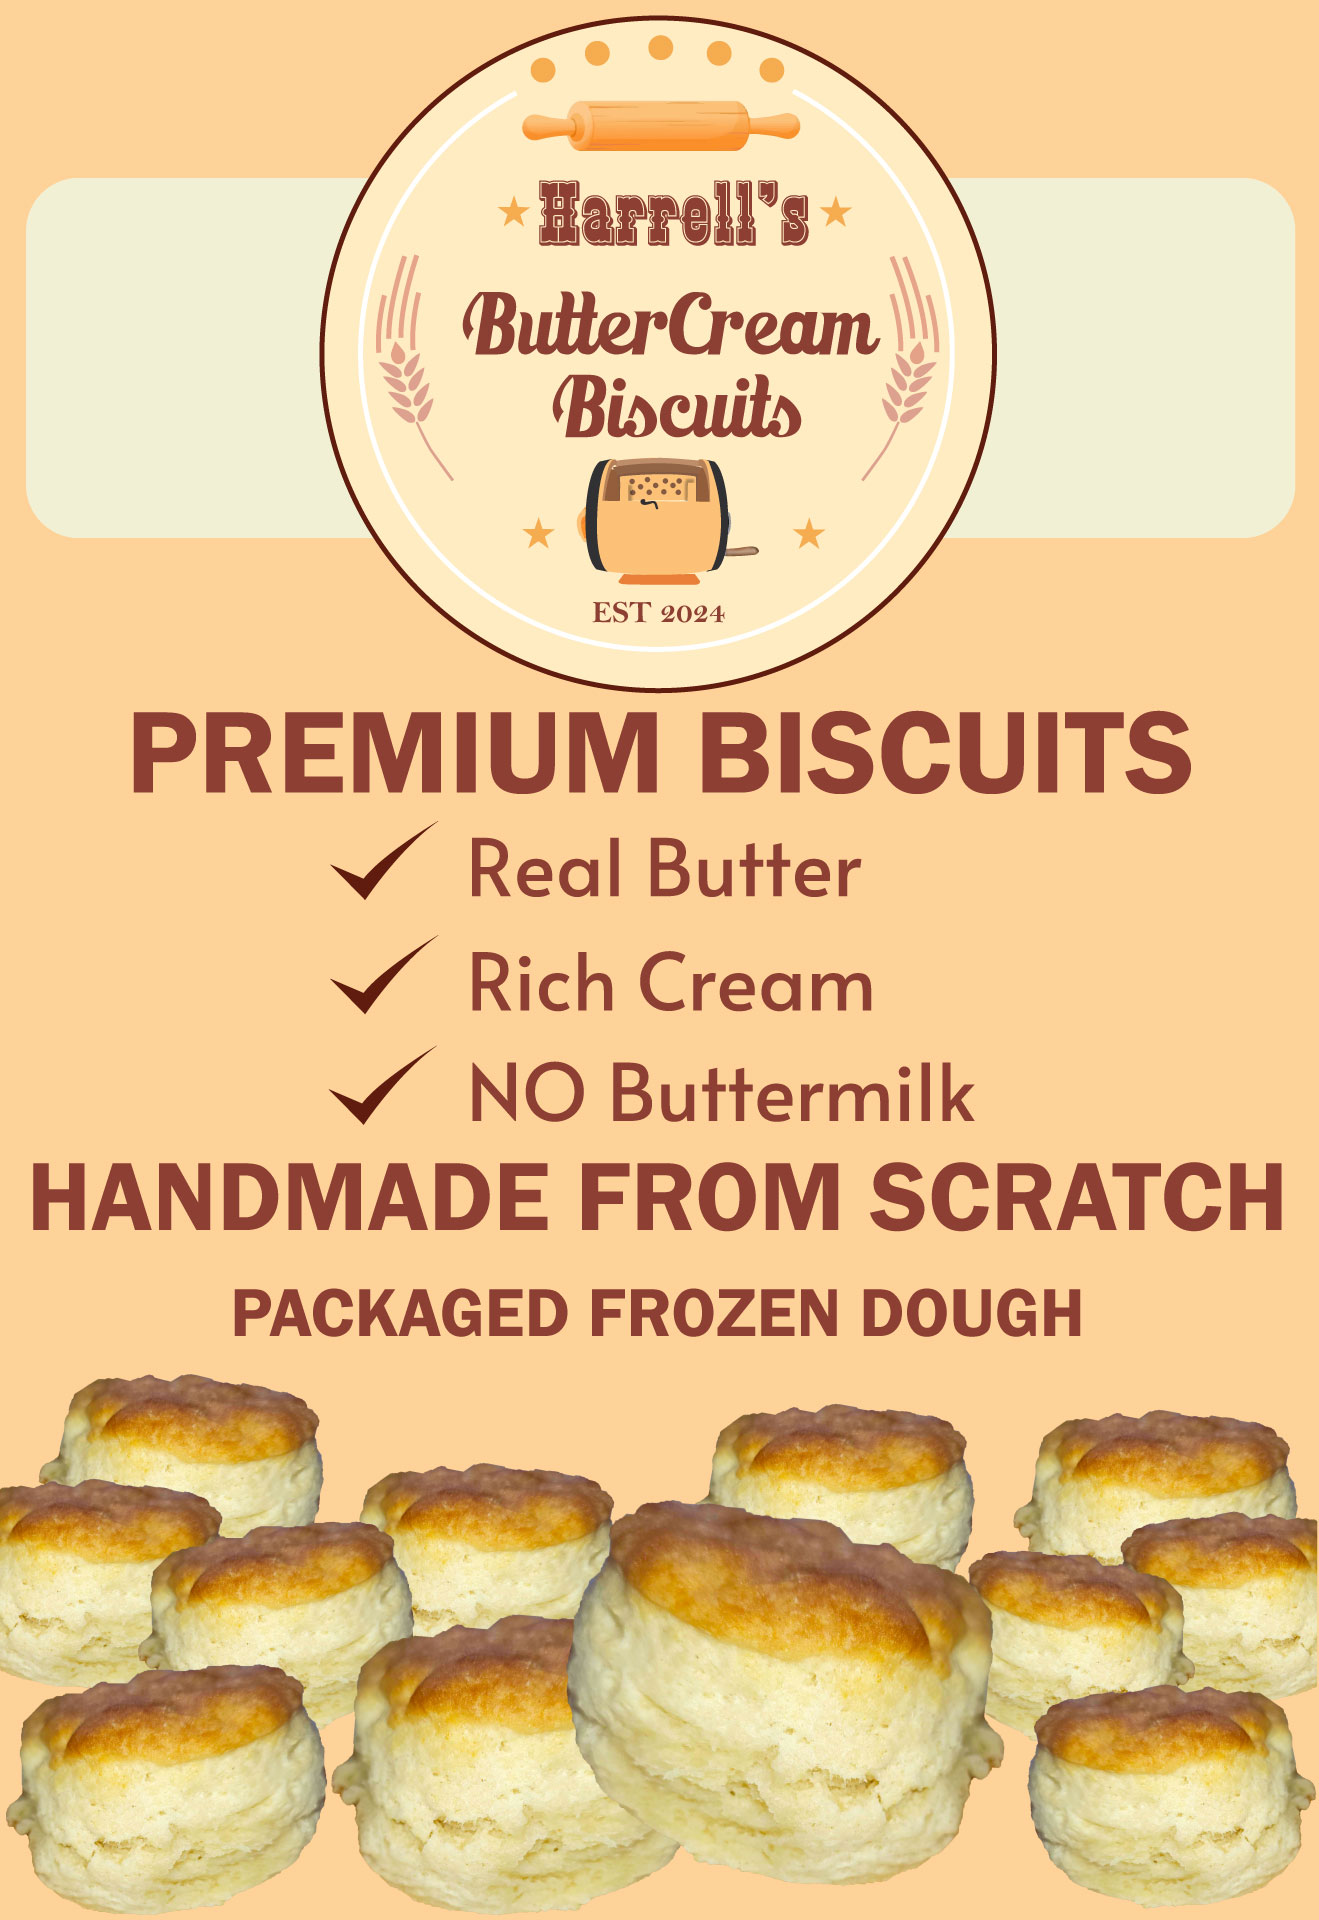 Harrell's
ButterCream
Biscuits
EST 2024
PREMIUM BISCUITS
Real Butter
Rich Cream
NO Buttermilk
HANDMADE FROM SCRATCH
PACKAGED FROZEN DOUGH